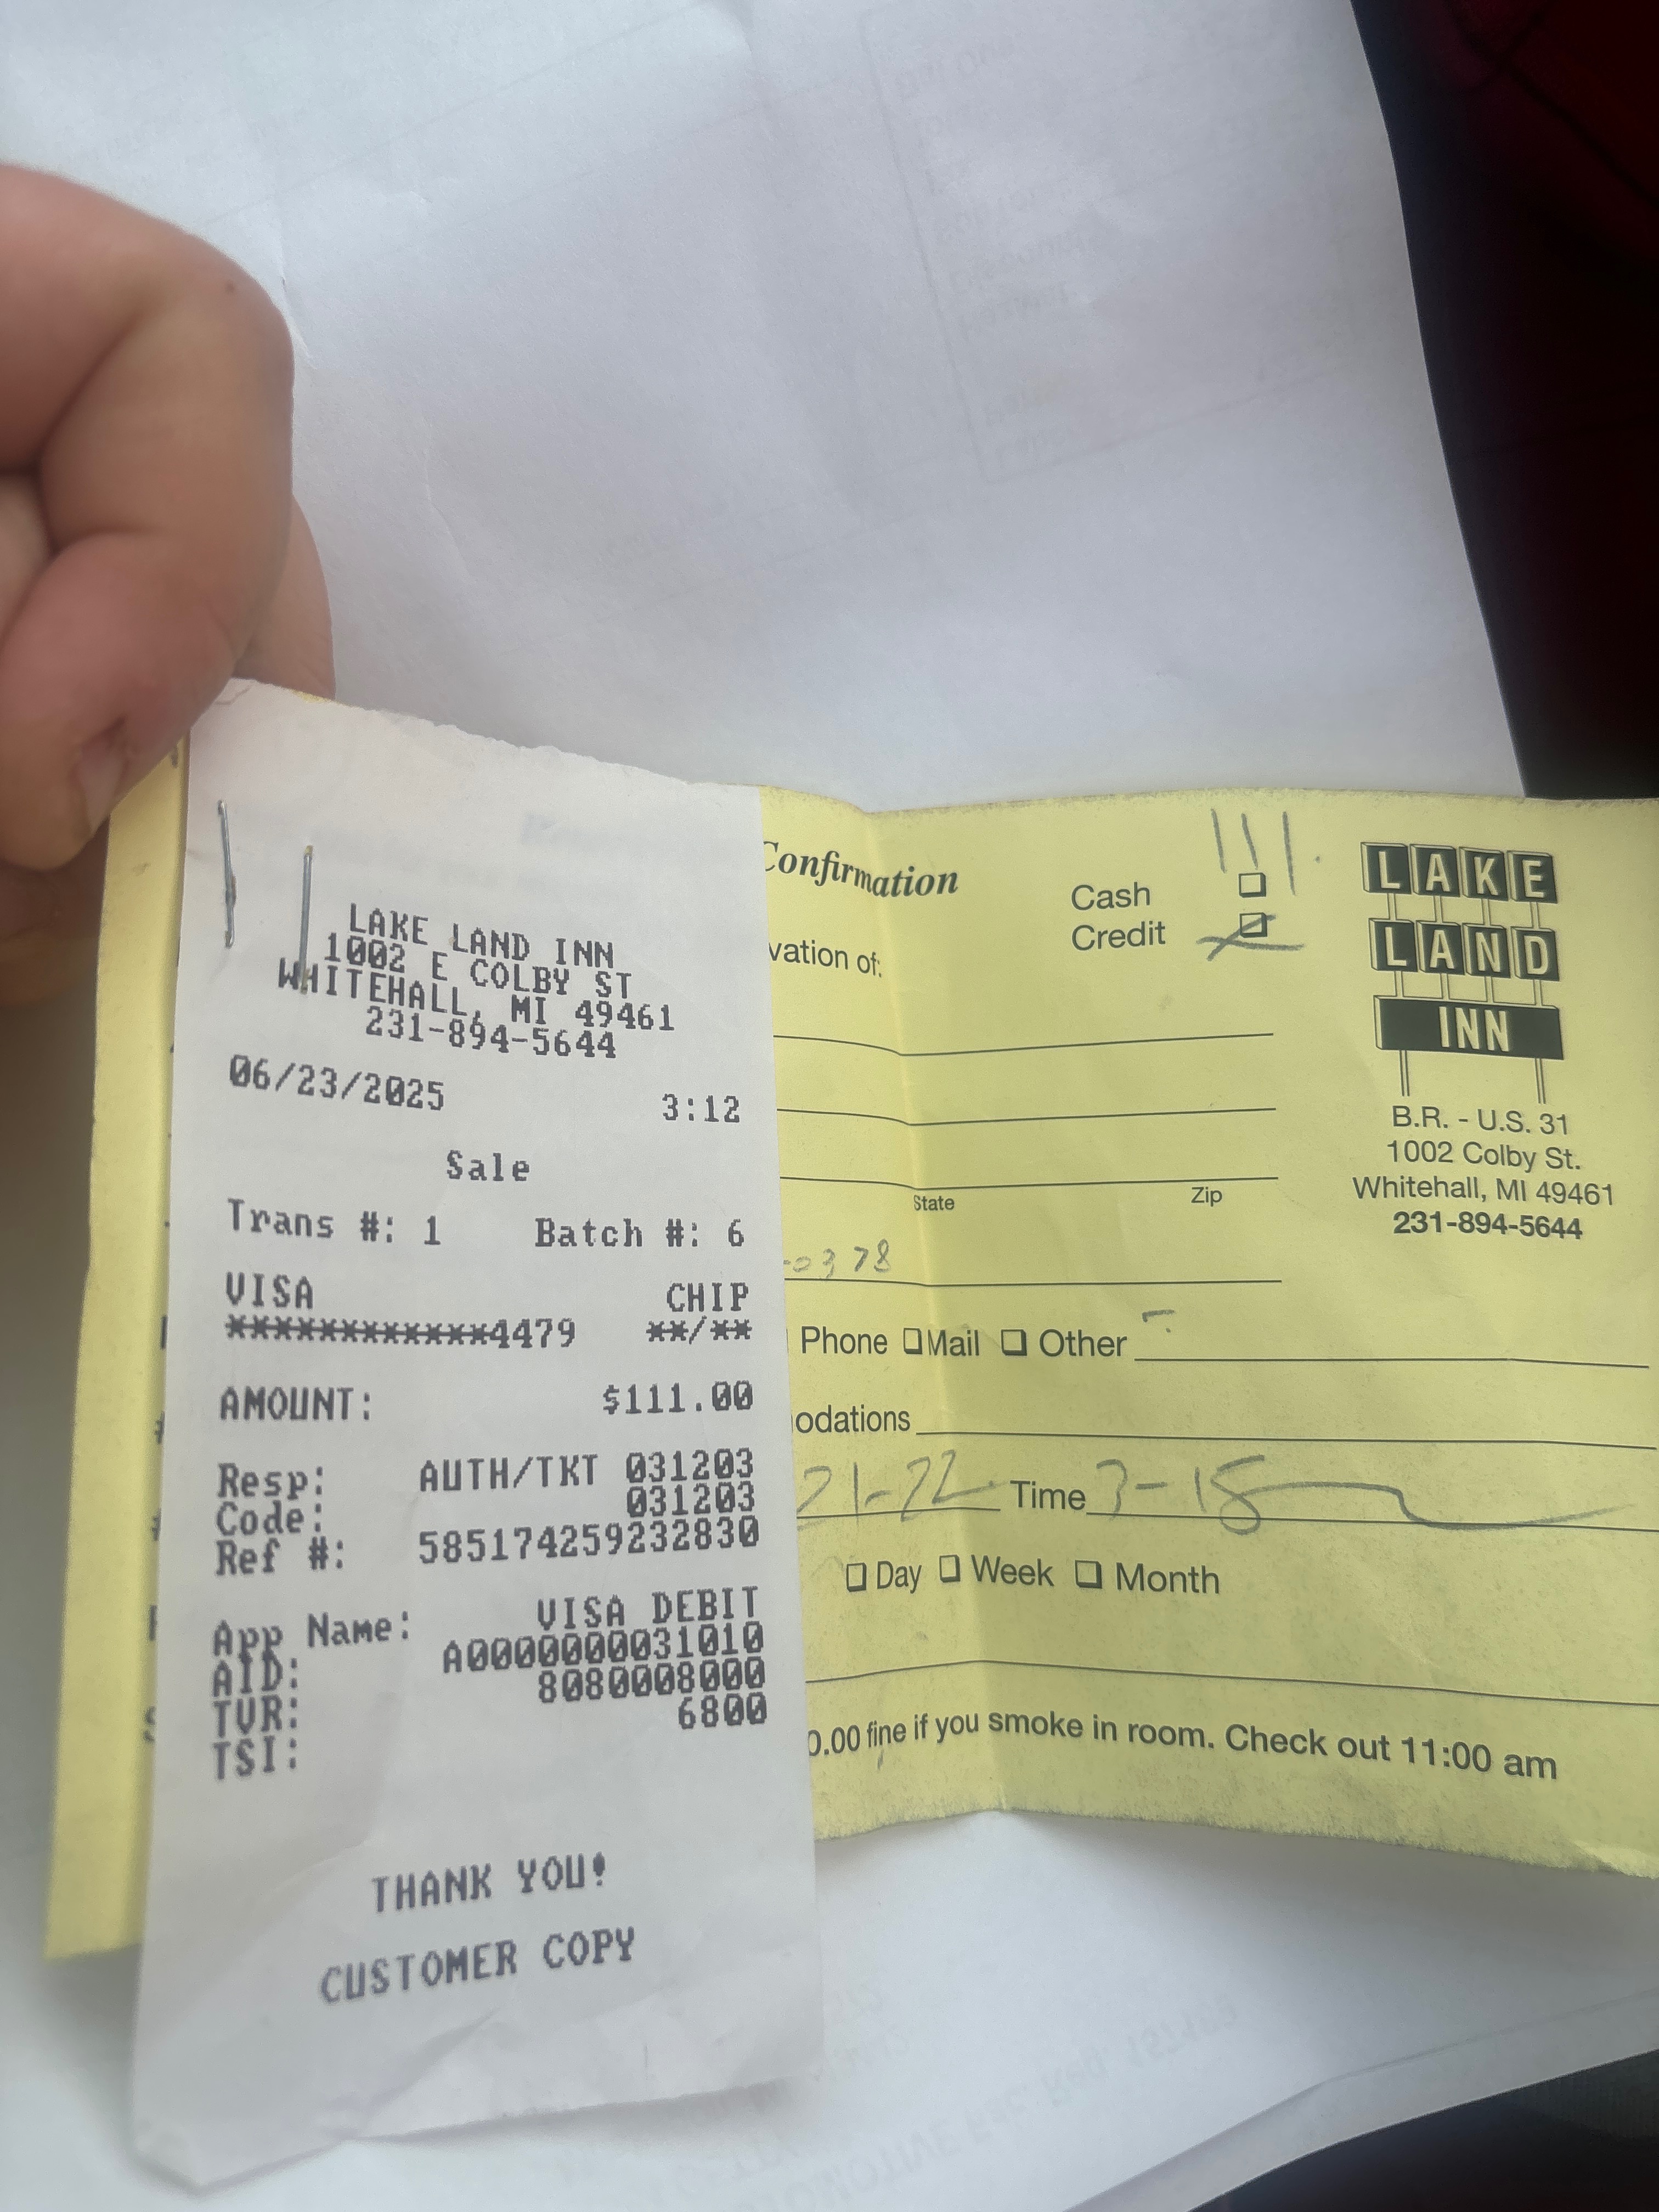 LAKE LAND INN
1002 E COLBY ST
WHITEHALL, MI 49461
231-894-5644
06/23/2025 3:12
Sale
Trans #: 1 Batch #: 6
VISA CHIP
************4479 **/**
AMOUNT: $111.00
Resp: AUTH/TKT 031203
Code: 031203
Ref #: 585174259232830
App Name: VISA DEBIT
AID: A0000000031010
TVR: 8080008000
TSI: 6800
THANK YOU!
CUSTOMER COPY
Confirmation
111.
Cash
Credit
vation of:
State Zip
-0378
Phone Mail Other
odations
21-22 Time 3-15
Day Week Month
0.00 fine if you smoke in room. Check out 11:00 am
LAKE
LAND
INN
B.R. - U.S. 31
1002 Colby St.
Whitehall, MI 49461
231-894-5644